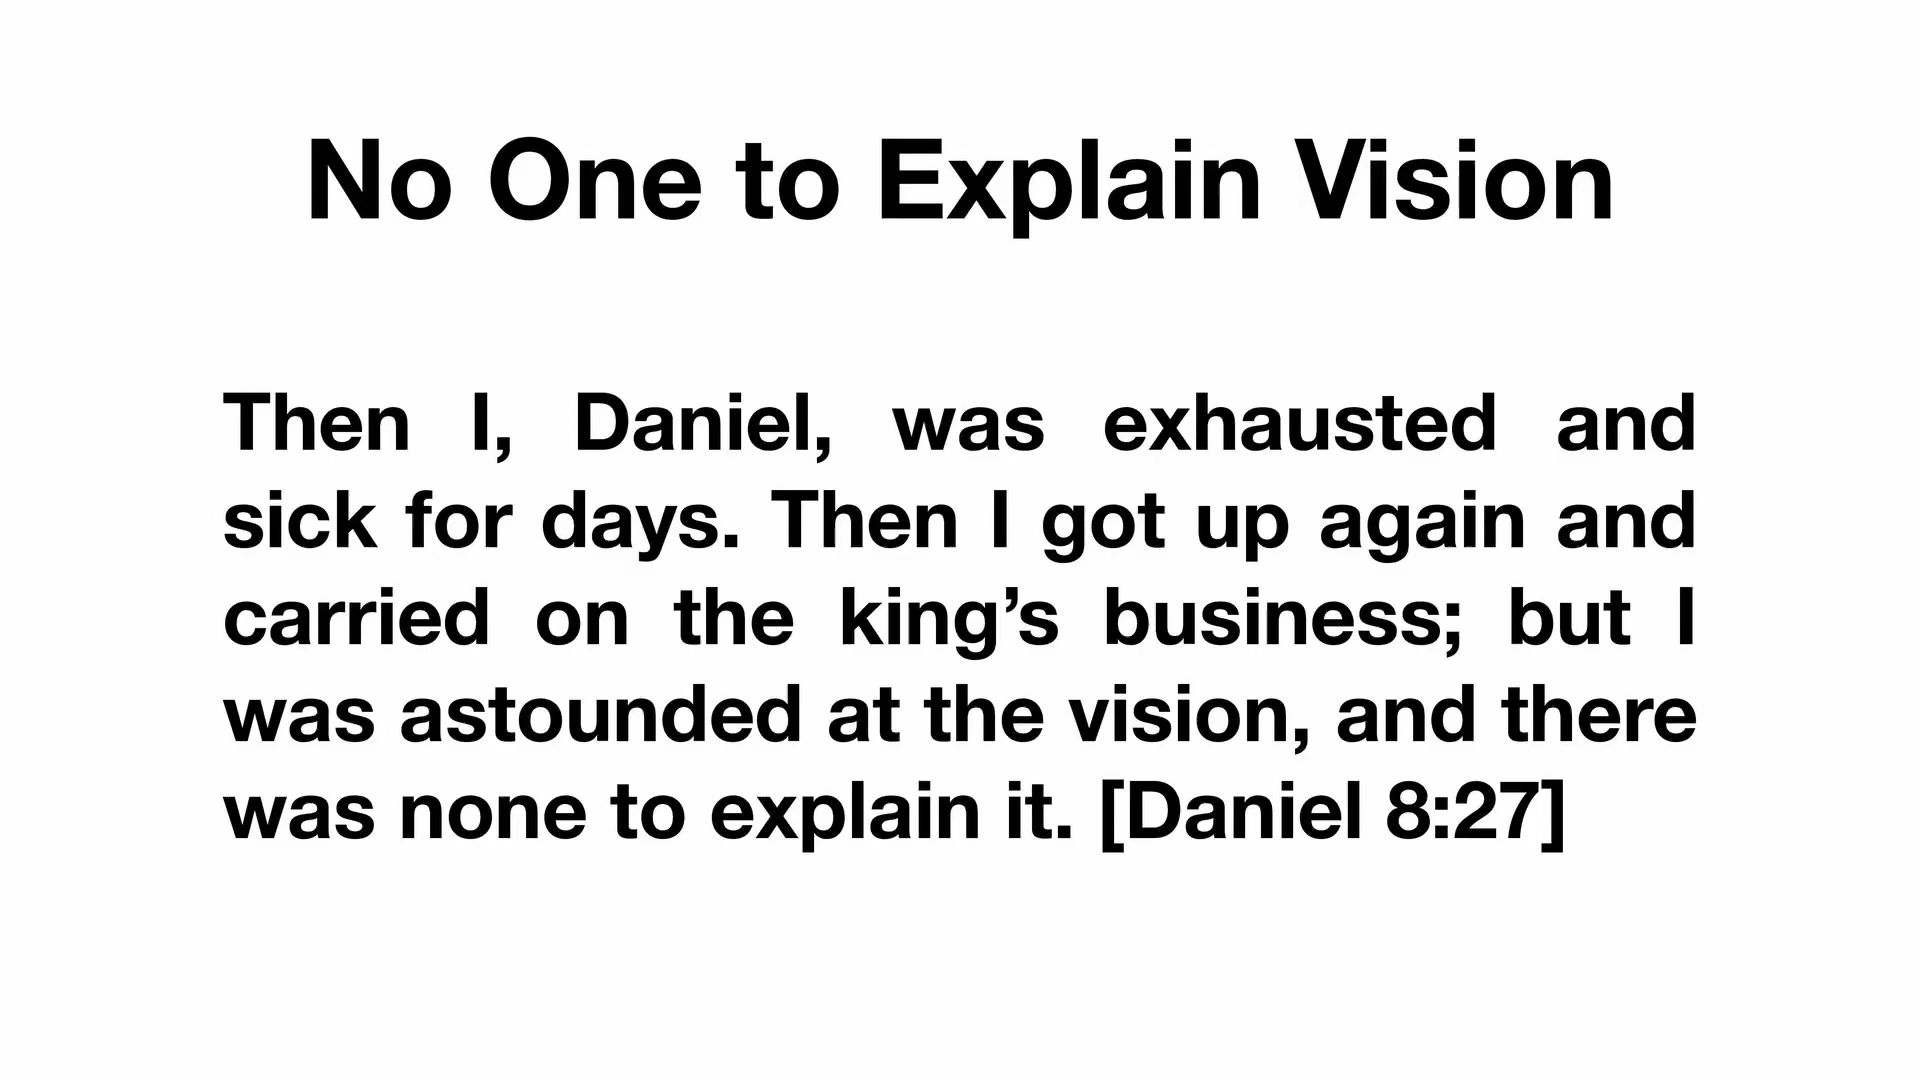 No One to Explain Vision
Then I, Daniel, was exhausted and
sick for days. Then I got up again and
carried on the king’s business; but I
was astounded at the vision, and there
was none to explain it. [Daniel 8:27]